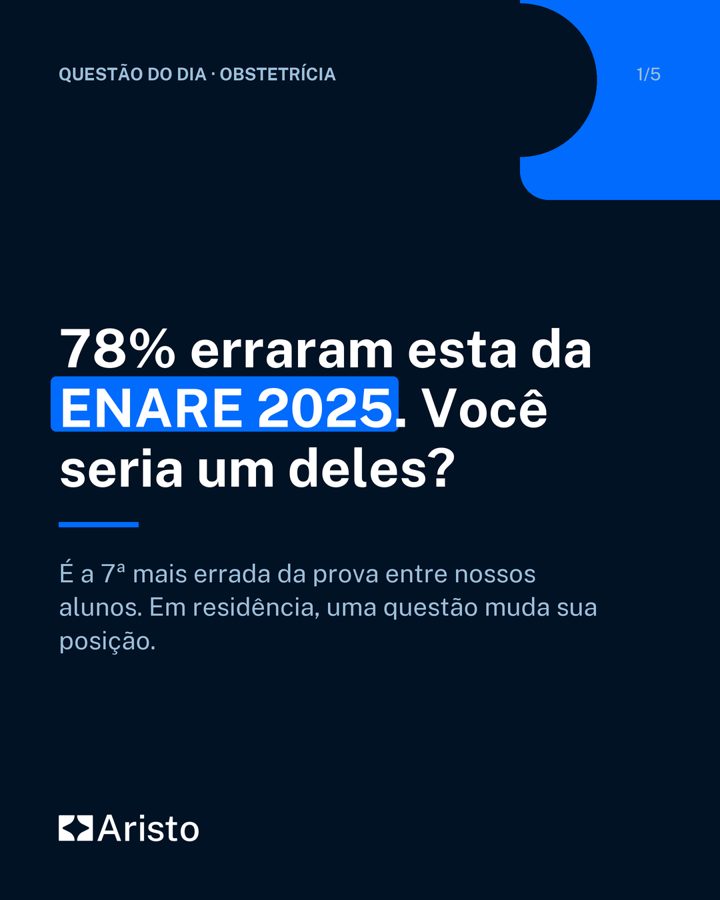 QUESTÃO DO DIA · OBSTETRÍCIA
1/5
78% erraram esta da
ENARE 2025. Você
seria um deles?
É a 7ª mais errada da prova entre nossos
alunos. Em residência, uma questão muda sua
posição.
Aristo